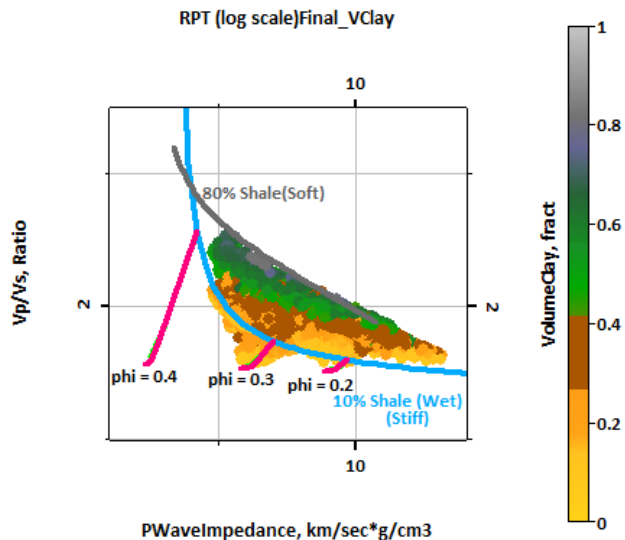 RPT (log scale)Final_VClay
10
80% Shale(Soft)
Vp/Vs, Ratio
2
2
phi = 0.4
phi = 0.3
phi = 0.2
10% Shale (Wet)
(Stiff)
10
PWaveImpedance, km/sec*g/cm3
1
0.8
0.6
0.4
0.2
0
VolumeClay, fract